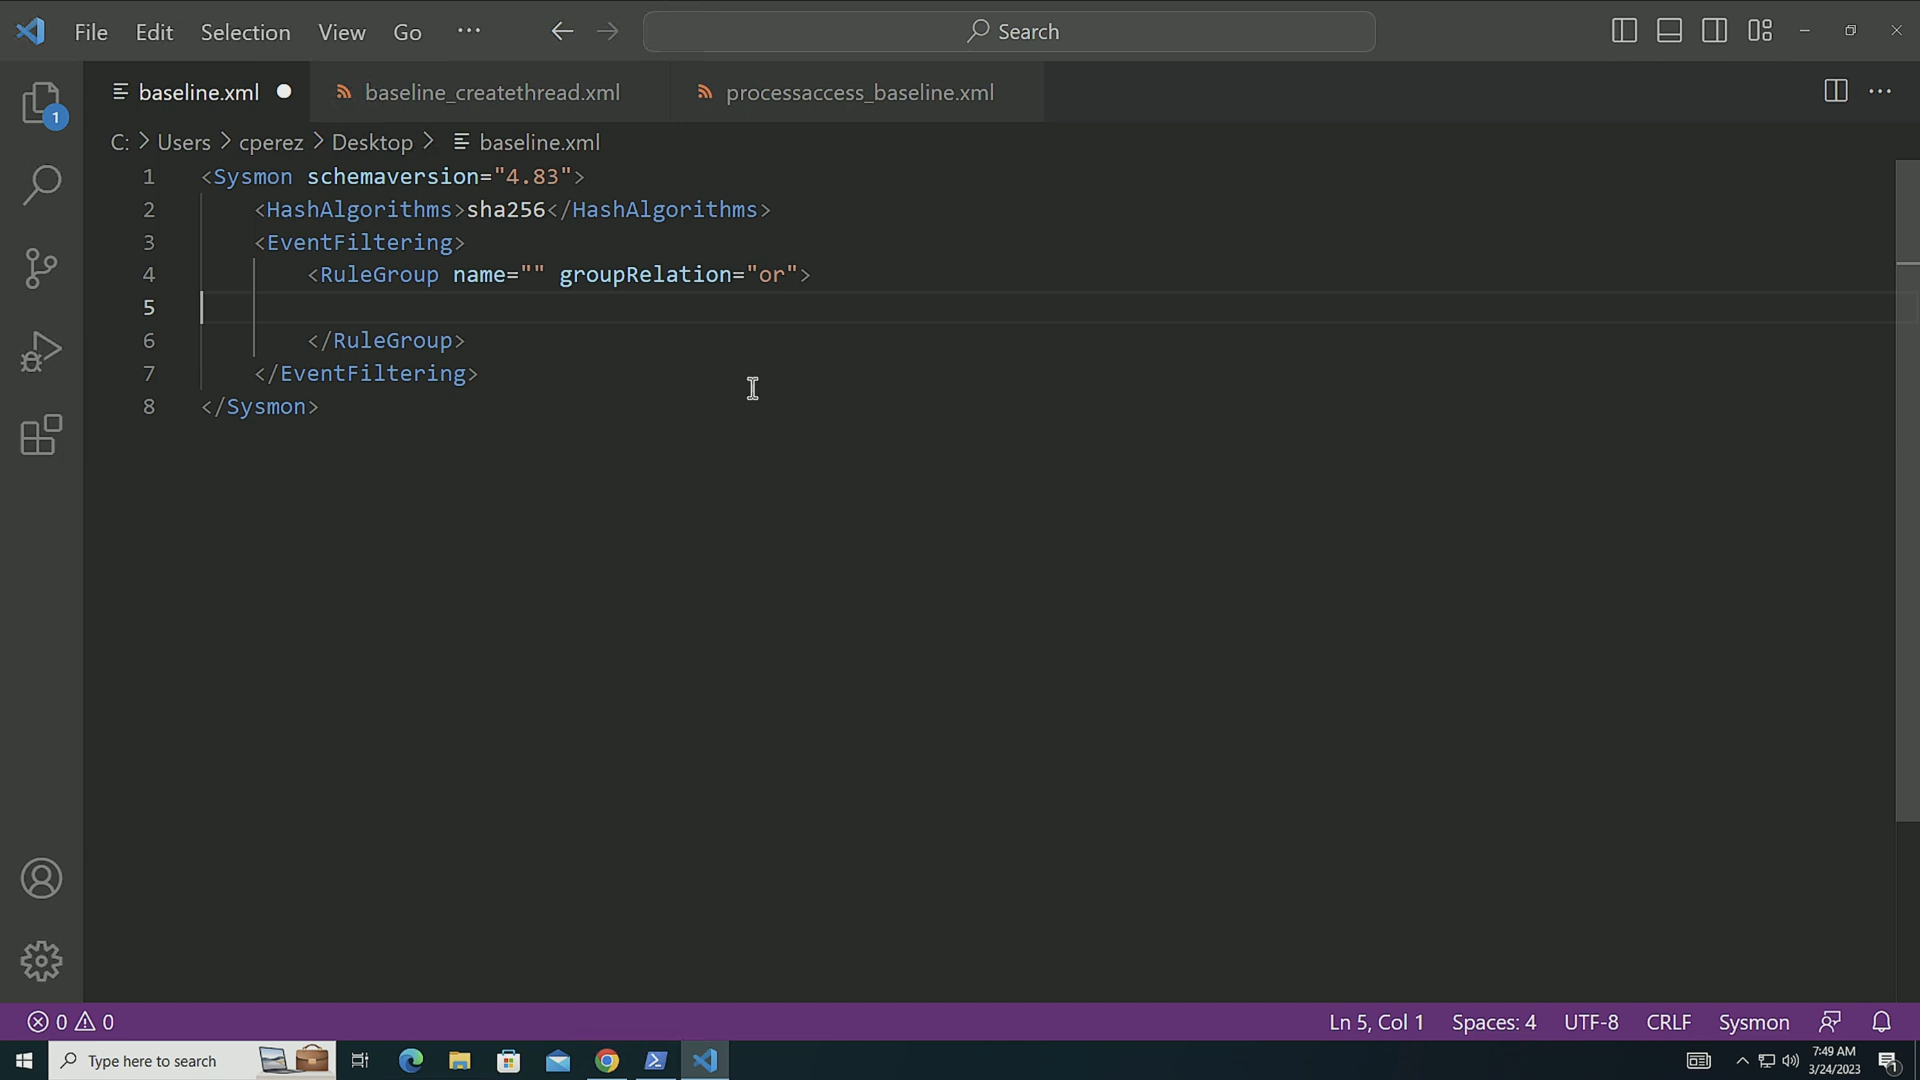 File Edit Selection View Go ··· Search
baseline.xml baseline_createthread.xml processaccess_baseline.xml
1
C: > Users > cperez > Desktop > baseline.xml
1 <Sysmon schemaversion="4.83">
2 <HashAlgorithms>sha256</HashAlgorithms>
3 <EventFiltering>
4 <RuleGroup name="" groupRelation="or">
5
6 </RuleGroup>
7 </EventFiltering>
8 </Sysmon>
0 0 Ln 5, Col 1 Spaces: 4 UTF-8 CRLF Sysmon
Type here to search 7:49 AM
3/24/2023 1